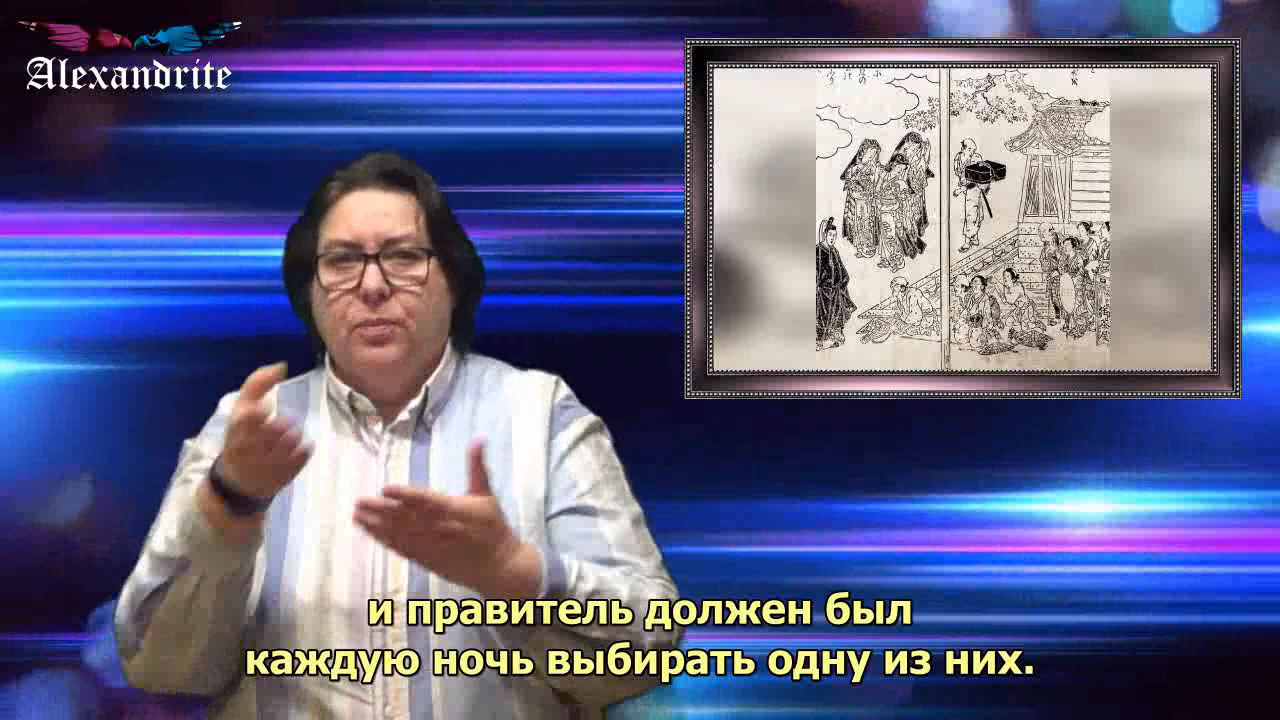 Alexandrite
и правитель должен был
каждую ночь выбирать одну из них.